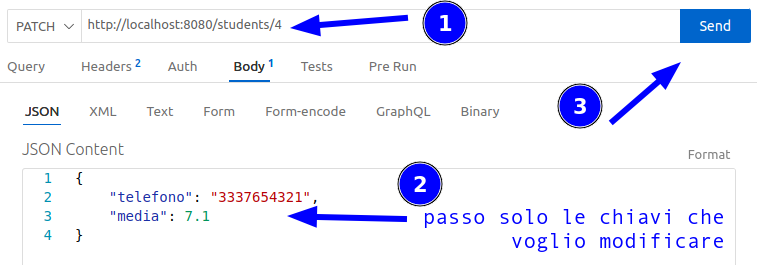 PATCH http://localhost:8080/students/4 1 Send
Query Headers 2 Auth Body 1 Tests Pre Run
3
JSON XML Text Form Form-encode GraphQL Binary
JSON Content Format
1 {
2 "telefono": "3337654321",
3 "media": 7.1
4 }
2
passo solo le chiavi che
voglio modificare